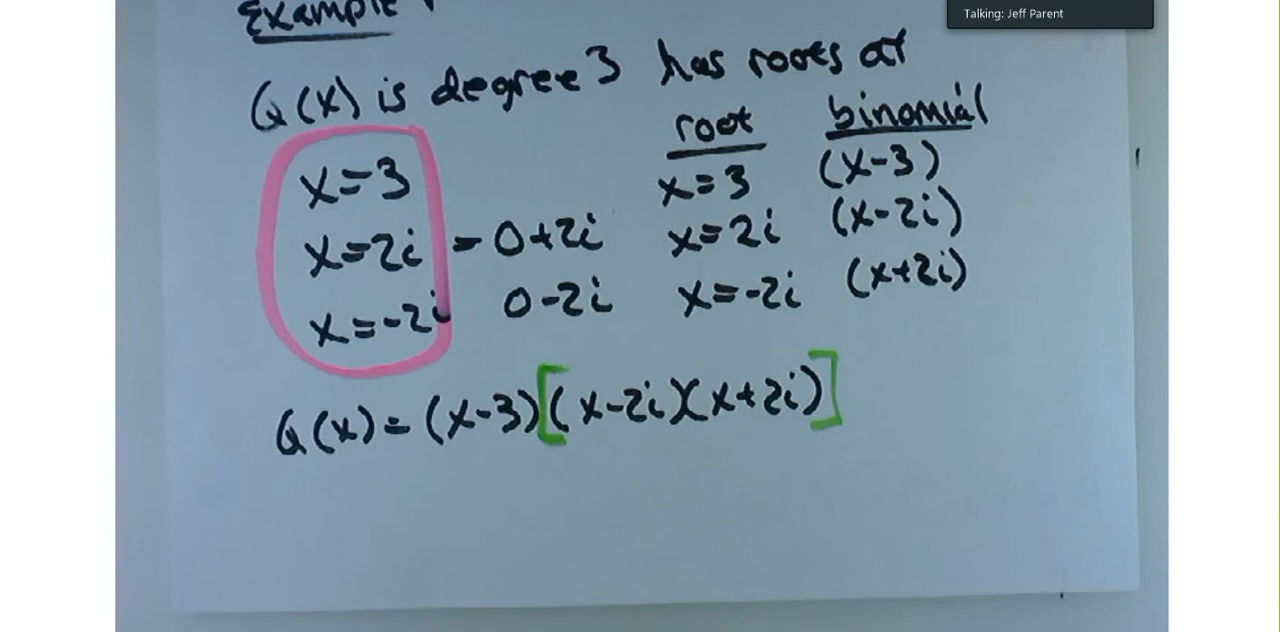 Talking: Jeff Parent
Example
Q(x) is degree 3 has roots at
root binomial
x=3 x=3 (x-3)
x=2i = 0+2i x=2i (x-2i)
x=-2i 0-2i x=-2i (x+2i)
Q(x)=(x-3)[(x-2i)(x+2i)]